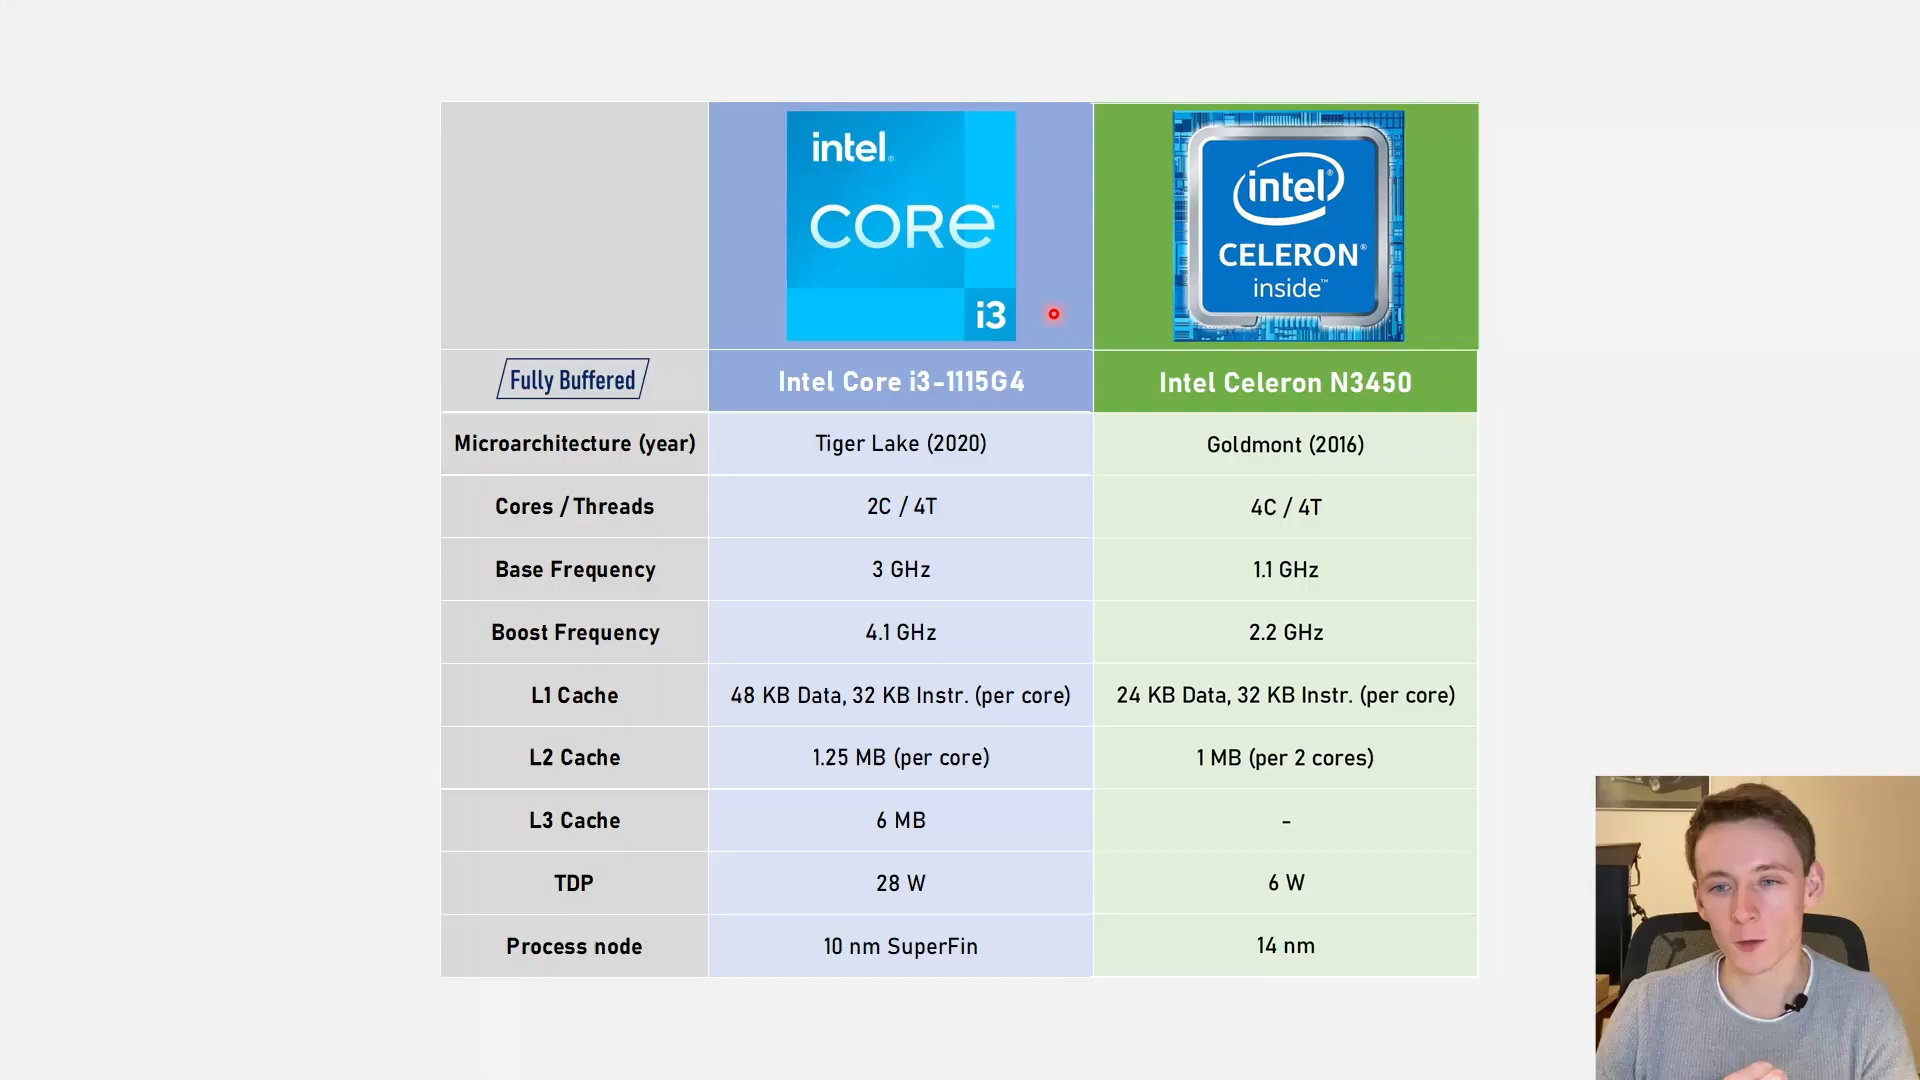 intel®
CORE™
i3
intel®
CELERON®
inside™
Fully Buffered
Intel Core i3-1115G4
Intel Celeron N3450
Microarchitecture (year)
Tiger Lake (2020)
Goldmont (2016)
Cores / Threads
2C / 4T
4C / 4T
Base Frequency
3 GHz
1.1 GHz
Boost Frequency
4.1 GHz
2.2 GHz
L1 Cache
48 KB Data, 32 KB Instr. (per core)
24 KB Data, 32 KB Instr. (per core)
L2 Cache
1.25 MB (per core)
1 MB (per 2 cores)
L3 Cache
6 MB
-
TDP
28 W
6 W
Process node
10 nm SuperFin
14 nm